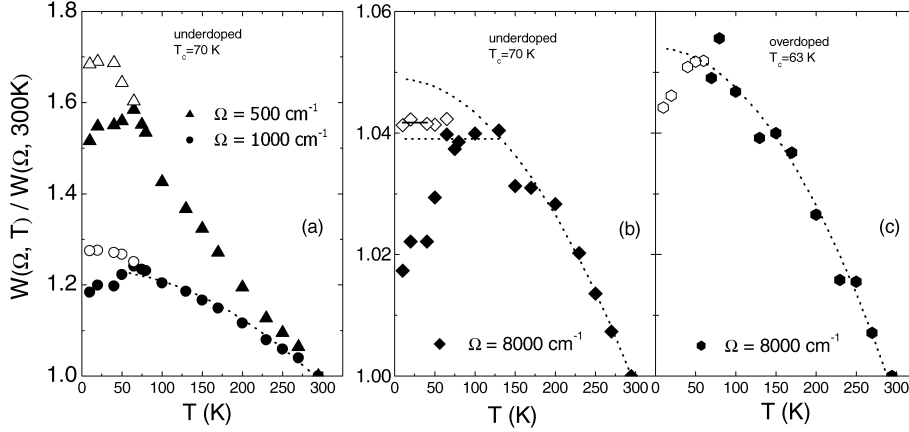 W(Ω, T) / W(Ω, 300K)
1.8
1.6
1.4
1.2
1.0
underdoped
T_c=70 K
▲ Ω = 500 cm⁻¹
● Ω = 1000 cm⁻¹
(a)
0 50 100 150 200 250 300
T (K)
1.06
1.04
1.02
1.00
underdoped
T_c=70 K
(b)
◆ Ω = 8000 cm⁻¹
0 50 100 150 200 250 300
T (K)
overdoped
T_c=63 K
(c)
⬢ Ω = 8000 cm⁻¹
0 50 100 150 200 250 300
T (K)